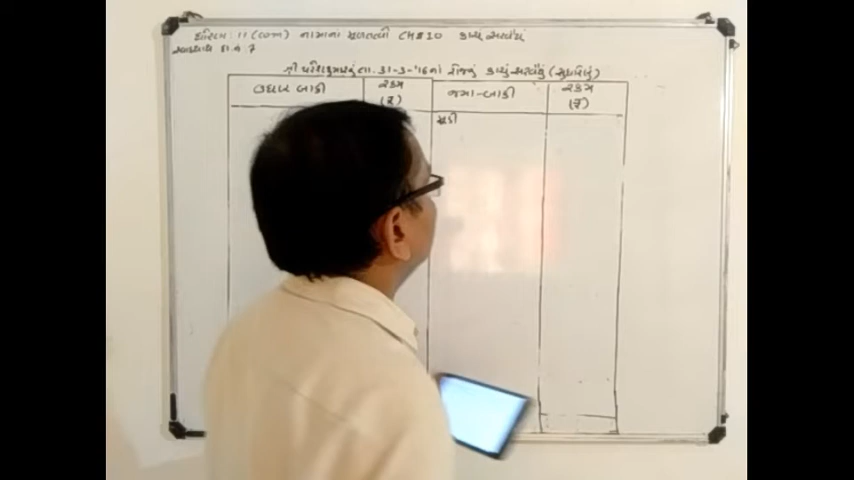 ધોરણ : 11 (com) નામાનાં મૂળતત્વો CH#10 કાચું સરવૈયું
સ્વાધ્યાય દા.નં. 7
શ્રી પરેશકુમારનું તા. 31-3-'16નાં રોજનું કાચું સરવૈયું (સુધારેલું)
ઉધાર બાકી રકમ (₹) જમા-બાકી રકમ (₹)
મૂડી